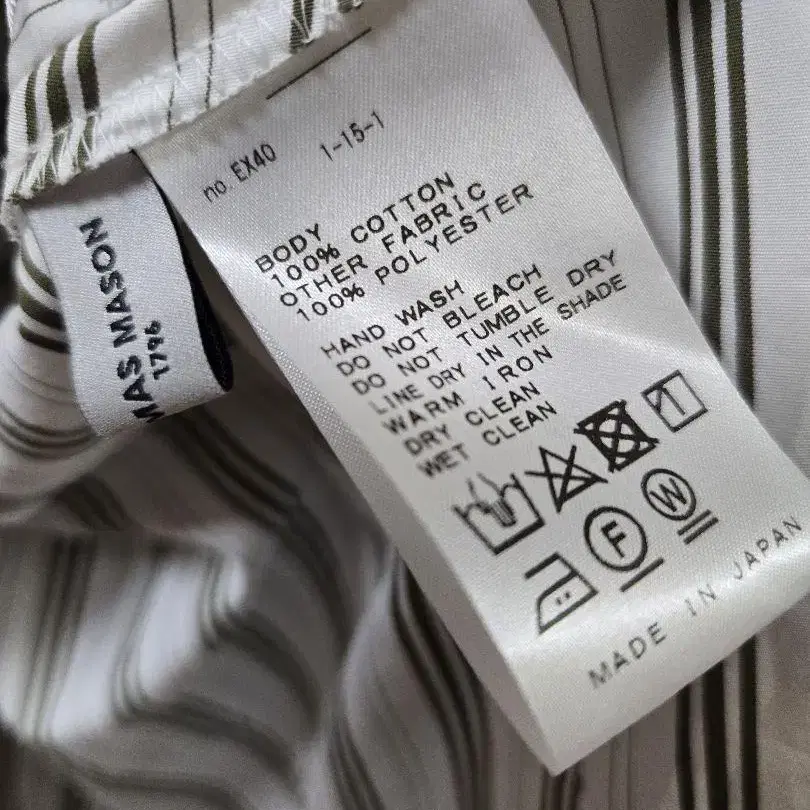 no. EX40 1-15-1
BODY
100% COTTON
OTHER FABRIC
100% POLYESTER
HAND WASH
DO NOT BLEACH
DO NOT TUMBLE DRY
LINE DRY IN THE SHADE
WARM IRON
DRY CLEAN
WET CLEAN
F W
MADE IN JAPAN
MAS MASON
1796